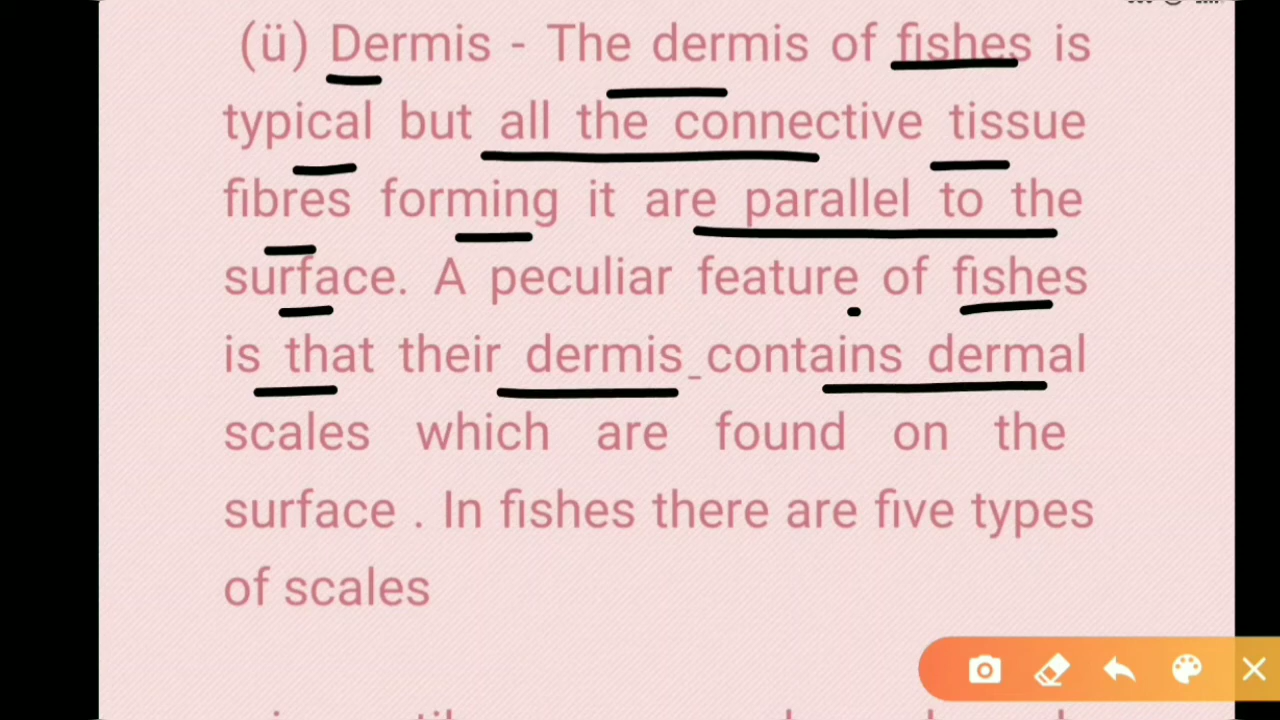 (ü) Dermis - The dermis of fishes is
typical but all the connective tissue
fibres forming it are parallel to the
surface. A peculiar feature of fishes
is that their dermis contains dermal
scales which are found on the
surface . In fishes there are five types
of scales